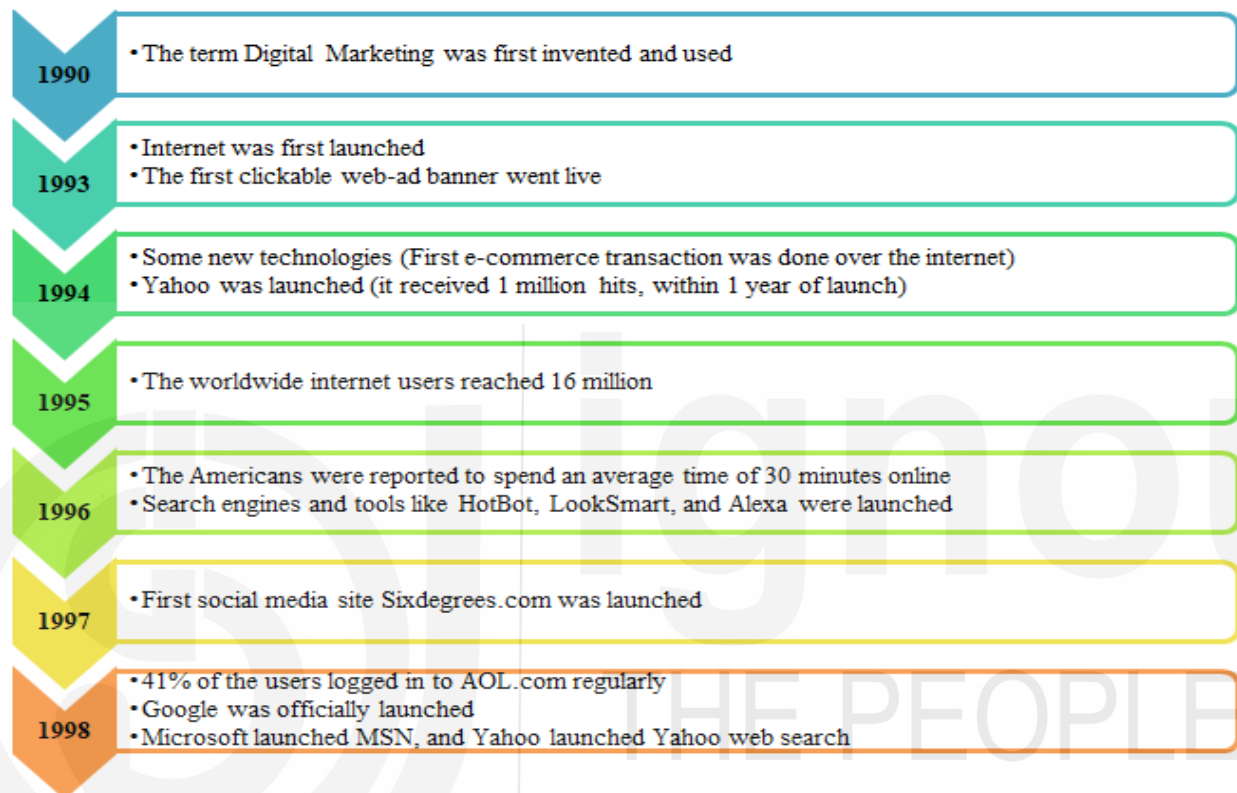 1990
•The term Digital Marketing was first invented and used
1993
•Internet was first launched
•The first clickable web-ad banner went live
1994
•Some new technologies (First e-commerce transaction was done over the internet)
•Yahoo was launched (it received 1 million hits, within 1 year of launch)
1995
•The worldwide internet users reached 16 million
1996
•The Americans were reported to spend an average time of 30 minutes online
•Search engines and tools like HotBot, LookSmart, and Alexa were launched
1997
•First social media site Sixdegrees.com was launched
1998
•41% of the users logged in to AOL.com regularly
•Google was officially launched
•Microsoft launched MSN, and Yahoo launched Yahoo web search
ignou
THE PEOPLE